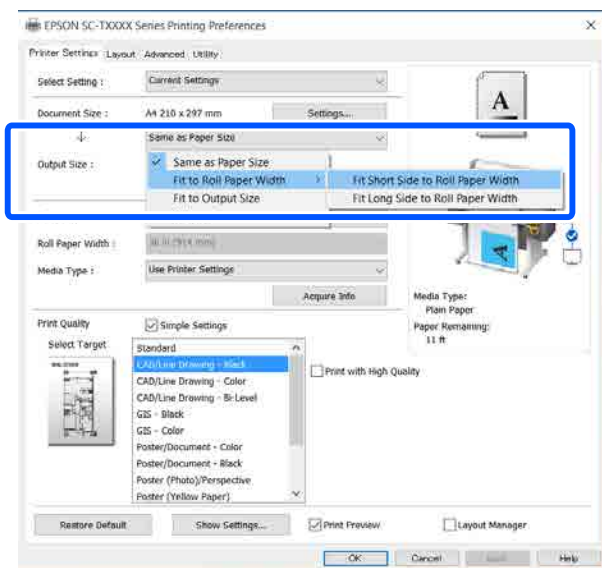 EPSON SC-TXXXX Series Printing Preferences
Printer Settings Layout Advanced Utility
Select Setting : Current Settings
Document Size : A4 210 x 297 mm Settings...
Same as Paper Size
Output Size : Same as Paper Size
Fit to Roll Paper Width Fit Short Side to Roll Paper Width
Fit to Output Size Fit Long Side to Roll Paper Width
Roll Paper Width :
Media Type : Use Printer Settings
Acquire Info
Media Type:
Plain Paper
Paper Remaining:
11 ft
Print Quality Simple Settings
Select Target
Standard
CAD/Line Drawing - Black
CAD/Line Drawing - Color
CAD/Line Drawing - Bi-Level
GIS - Black
GIS - Color
Poster/Document - Color
Poster/Document - Black
Poster (Photo)/Perspective
Poster (Yellow Paper)
Print with High Quality
Restore Default Show Settings... Print Preview Layout Manager
OK Cancel Help
A
A